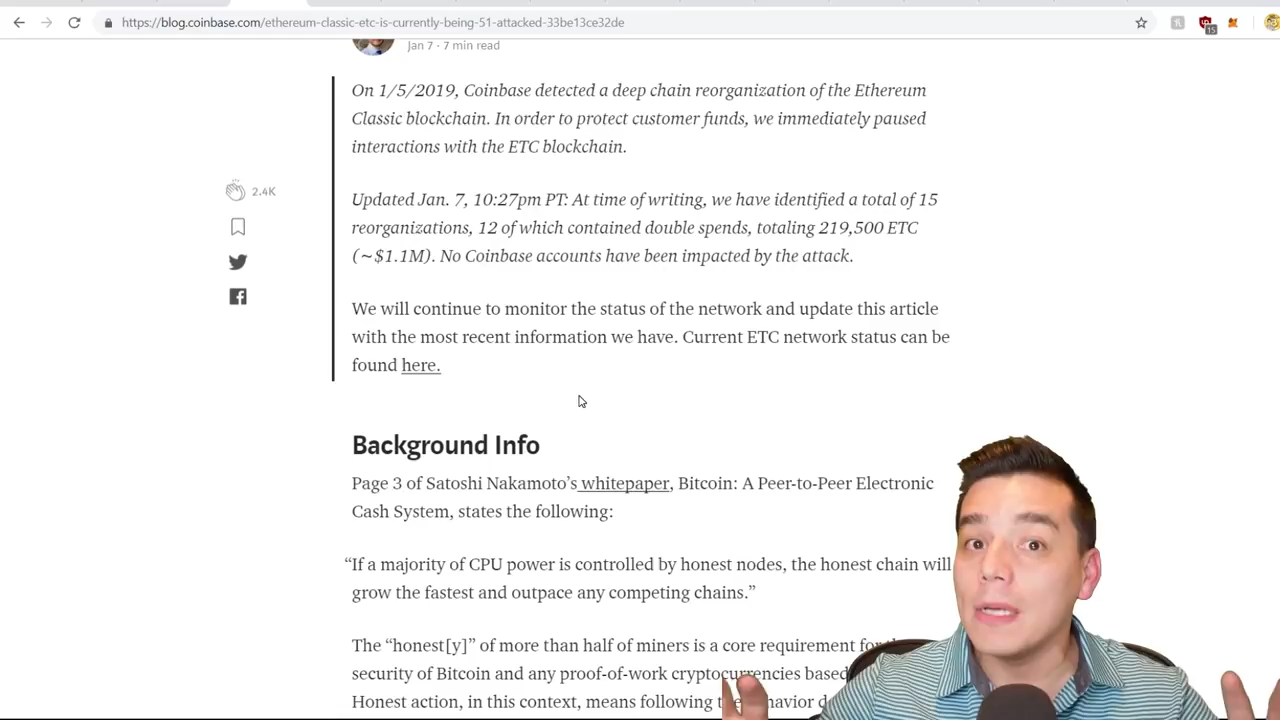 https://blog.coinbase.com/ethereum-classic-etc-is-currently-being-51-attacked-33be13ce32de
15
Jan 7 · 7 min read
On 1/5/2019, Coinbase detected a deep chain reorganization of the Ethereum
Classic blockchain. In order to protect customer funds, we immediately paused
interactions with the ETC blockchain.
2.4K
Updated Jan. 7, 10:27pm PT: At time of writing, we have identified a total of 15
reorganizations, 12 of which contained double spends, totaling 219,500 ETC
(~$1.1M). No Coinbase accounts have been impacted by the attack.
We will continue to monitor the status of the network and update this article
with the most recent information we have. Current ETC network status can be
found here.
Background Info
Page 3 of Satoshi Nakamoto’s whitepaper, Bitcoin: A Peer-to-Peer Electronic
Cash System, states the following:
“If a majority of CPU power is controlled by honest nodes, the honest chain will
grow the fastest and outpace any competing chains.”
The “honest[y]” of more than half of miners is a core requirement for
security of Bitcoin and any proof-of-work cryptocurrencies based
Honest action, in this context, means following